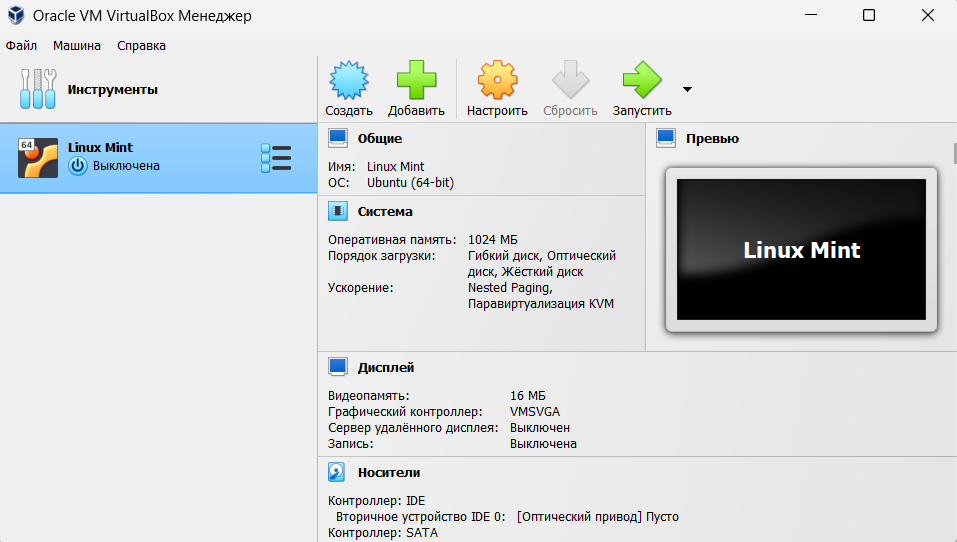 Oracle VM VirtualBox Менеджер
Файл Машина Справка
Инструменты
Создать Добавить Настроить Сбросить Запустить
64
Linux Mint
Выключена
Общие
Имя: Linux Mint
ОС: Ubuntu (64-bit)
Превью
Linux Mint
Система
Оперативная память: 1024 МБ
Порядок загрузки: Гибкий диск, Оптический
диск, Жёсткий диск
Ускорение: Nested Paging,
Паравиртуализация KVM
Дисплей
Видеопамять: 16 МБ
Графический контроллер: VMSVGA
Сервер удалённого дисплея: Выключен
Запись: Выключена
Носители
Контроллер: IDE
Вторичное устройство IDE 0: [Оптический привод] Пусто
Контроллер: SATA